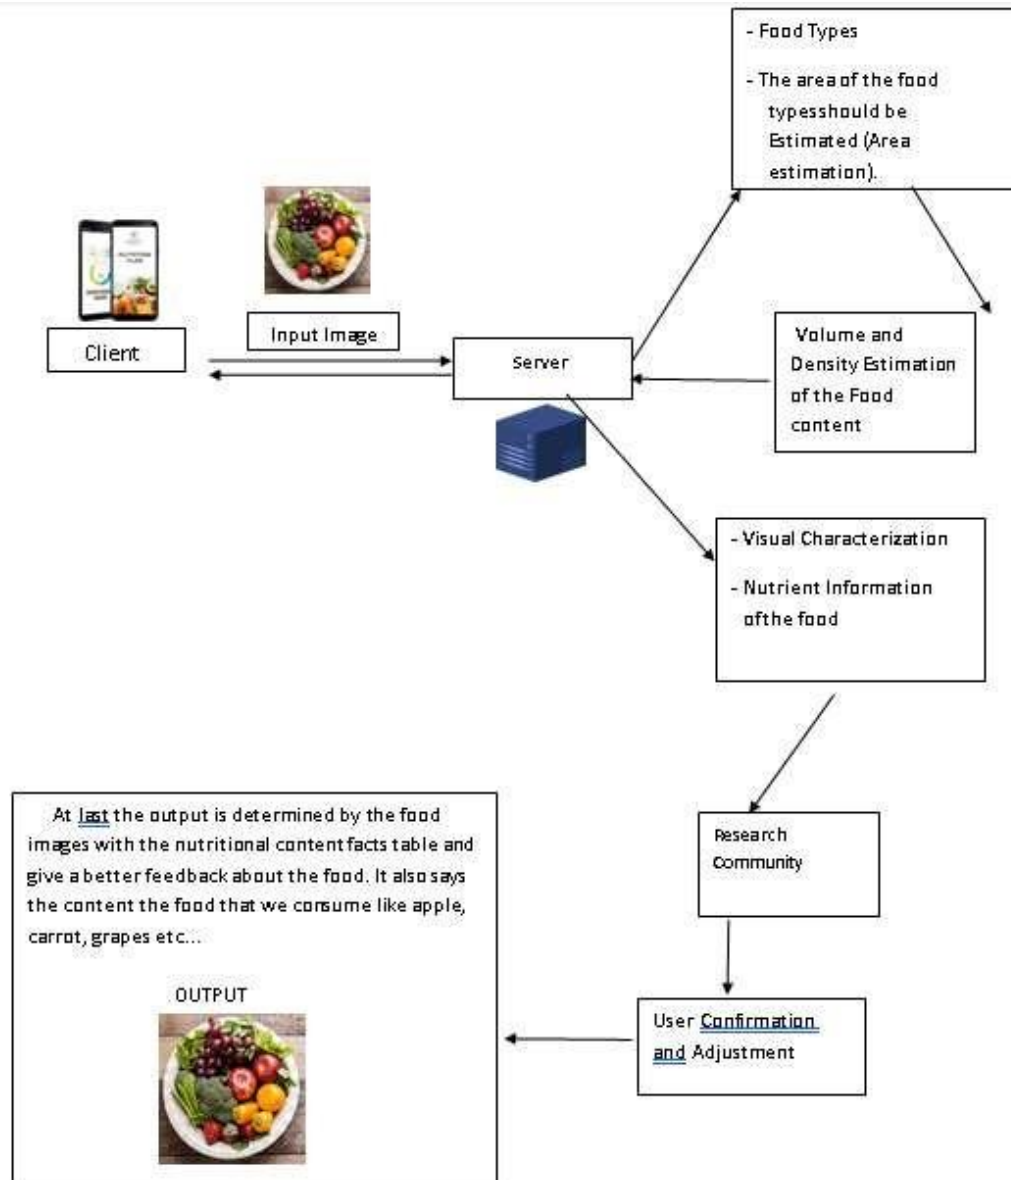 - Food Types
- The area of the food
typesshould be
Estimated (Area
estimation).
Client
Input Image
Server
Volume and
Density Estimation
of the Food
content
- Visual Characterization
- Nutrient Information
ofthe food
Research
Community
User Confirmation
and Adjustment
At last the output is determined by the food
images with the nutritional content facts table and
give a better feedback about the food. It also says
the content the food that we consume like apple,
carrot, grapes etc...
OUTPUT